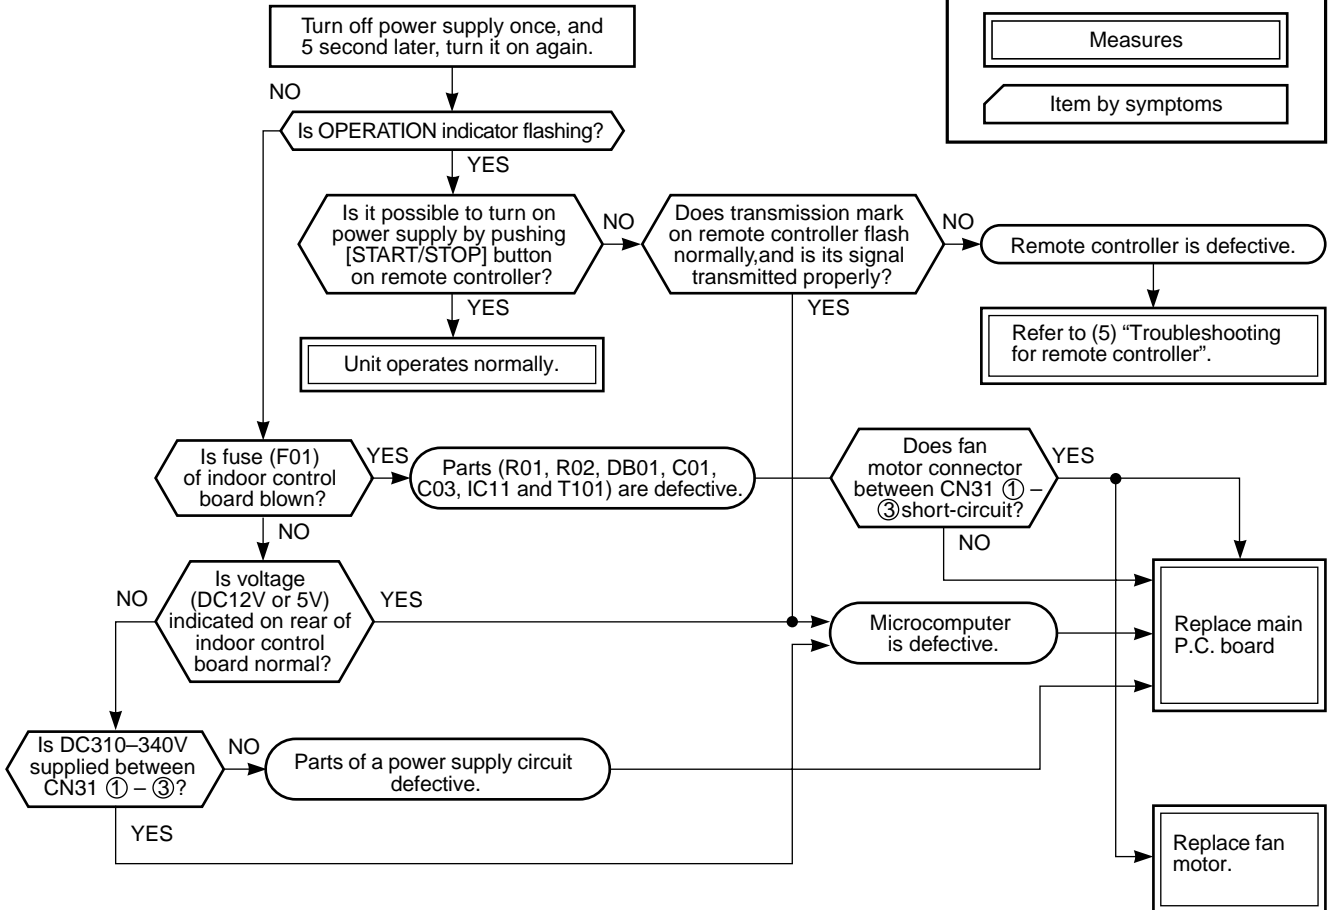 Turn off power supply once, and
5 second later, turn it on again.
Measures
Item by symptoms
NO
Is OPERATION indicator flashing?
YES
Is it possible to turn on
power supply by pushing
[START/STOP] button
on remote controller?
NO
Does transmission mark
on remote controller flash
normally,and is its signal
transmitted properly?
NO
Remote controller is defective.
YES
YES
Unit operates normally.
Refer to (5) “Troubleshooting
for remote controller”.
Is fuse (F01)
of indoor control
board blown?
YES
Parts (R01, R02, DB01, C01,
C03, IC11 and T101) are defective.
Does fan
motor connector
between CN31 ① –
③short-circuit?
YES
NO
NO
Is voltage
(DC12V or 5V)
indicated on rear of
indoor control
board normal?
NO
YES
Microcomputer
is defective.
Replace main
P.C. board
Is DC310–340V
supplied between
CN31 ① – ③?
NO
Parts of a power supply circuit
defective.
YES
Replace fan
motor.